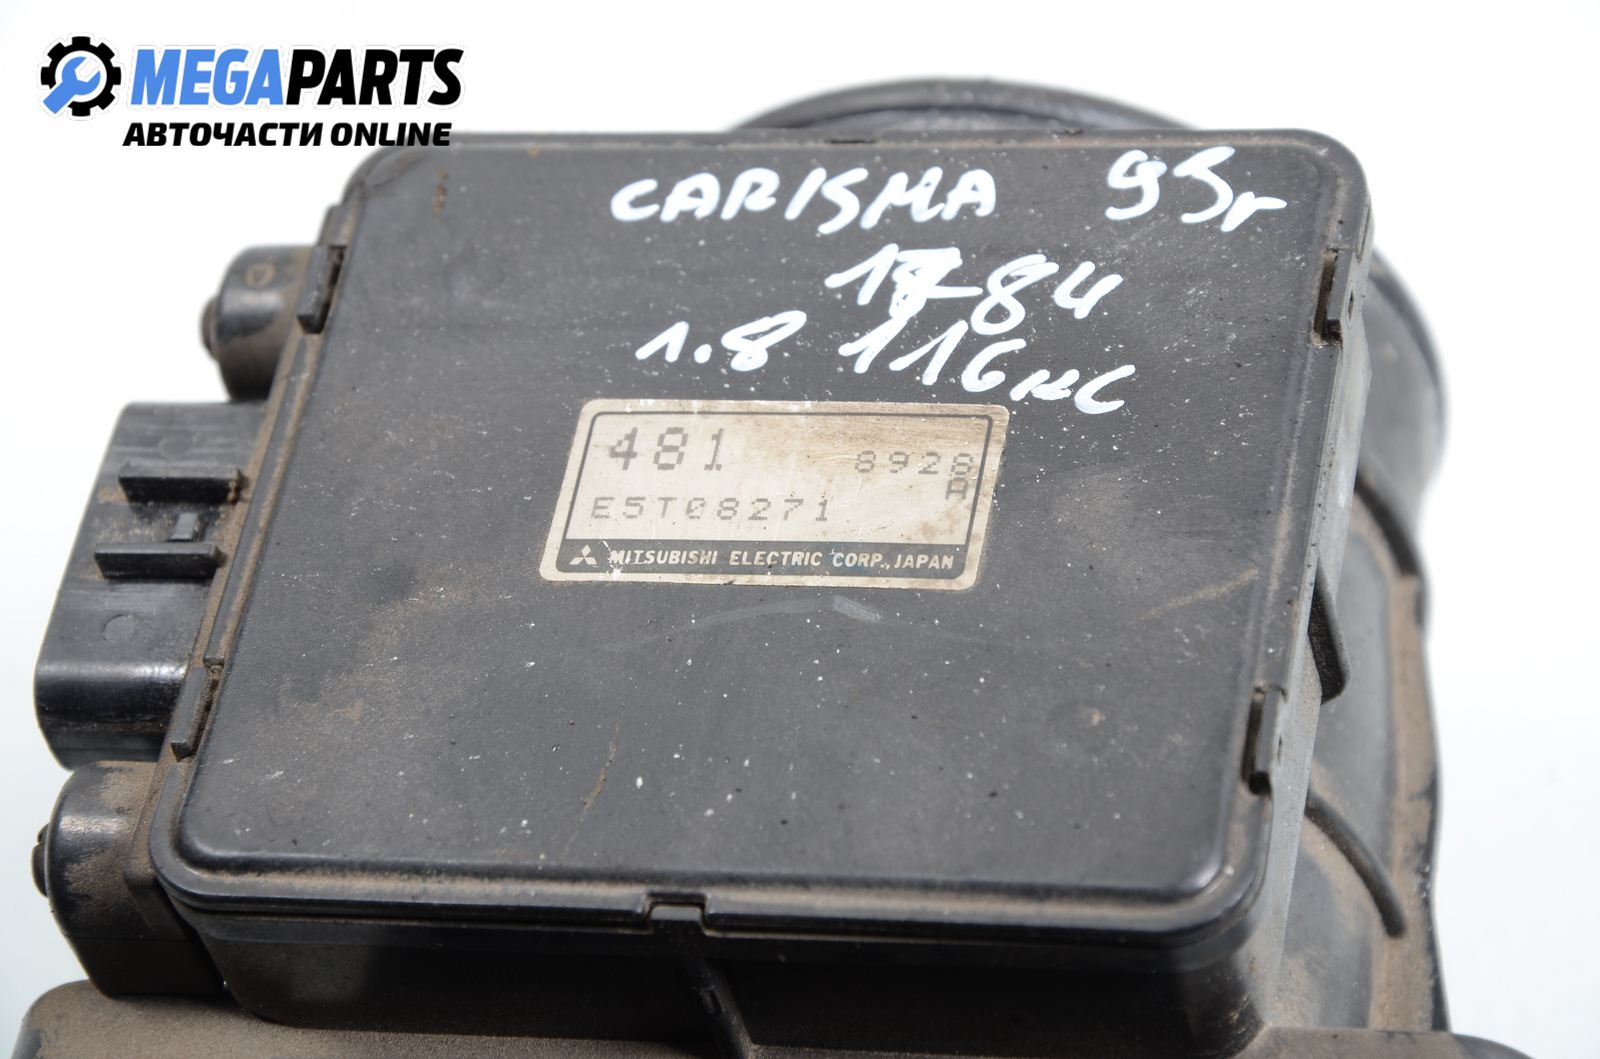 MEGAPARTS
АВТОЧАСТИ ONLINE
CARISMA 95г
1784
1.8 116кс
481 8928
A
E5T08271
MITSUBISHI ELECTRIC CORP., JAPAN